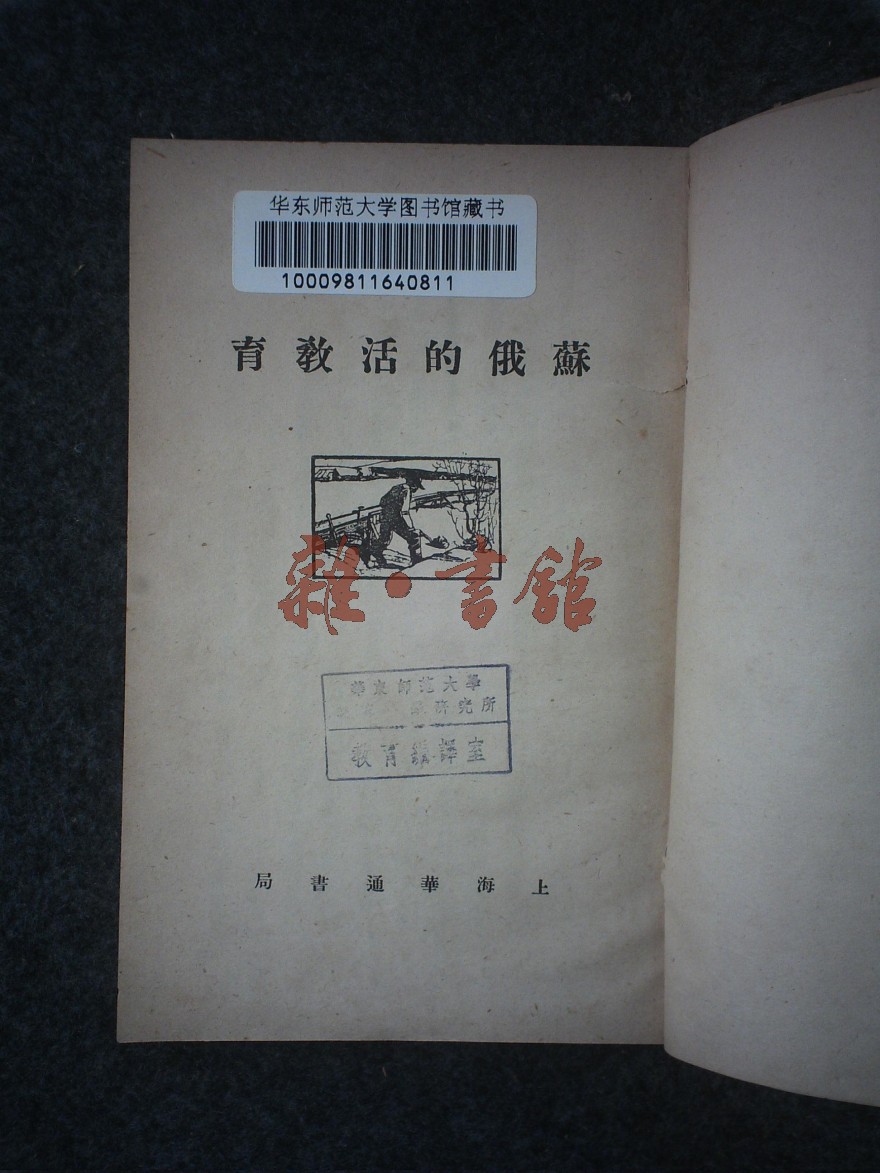 华东师范大学图书馆藏书
10009811640811
蘇俄的活教育
雜·書館
華東師范大學
研究所
教育編譯室
上海華通書局